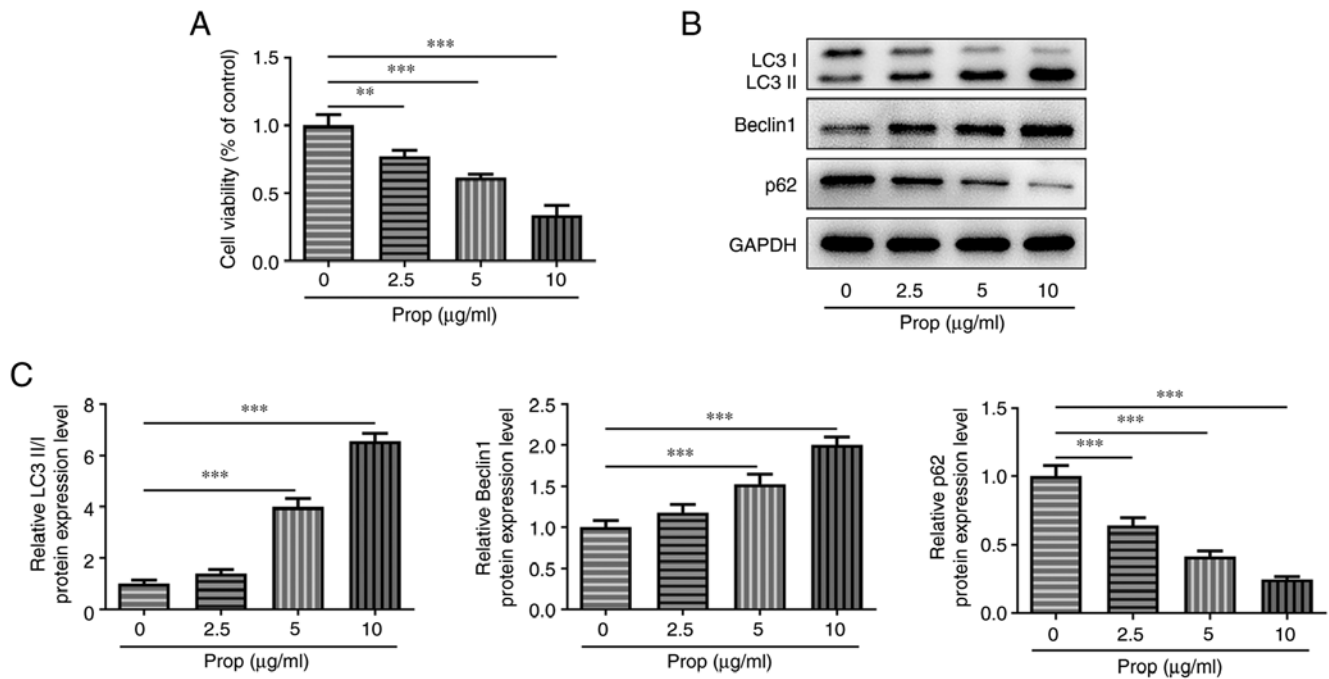 A
Cell viability (% of control)
1.5
1.0
0.5
0.0
***
***
**
0 2.5 5 10
Prop (μg/ml)
B
LC3 I
LC3 II
Beclin1
p62
GAPDH
0 2.5 5 10
Prop (μg/ml)
C
Relative LC3 II/I
protein expression level
8
6
4
2
0
***
***
0 2.5 5 10
Prop (μg/ml)
Relative Beclin1
protein expression level
2.5
2.0
1.5
1.0
0.5
0.0
***
***
0 2.5 5 10
Prop (μg/ml)
Relative p62
protein expression level
1.5
1.0
0.5
0.0
***
***
***
0 2.5 5 10
Prop (μg/ml)